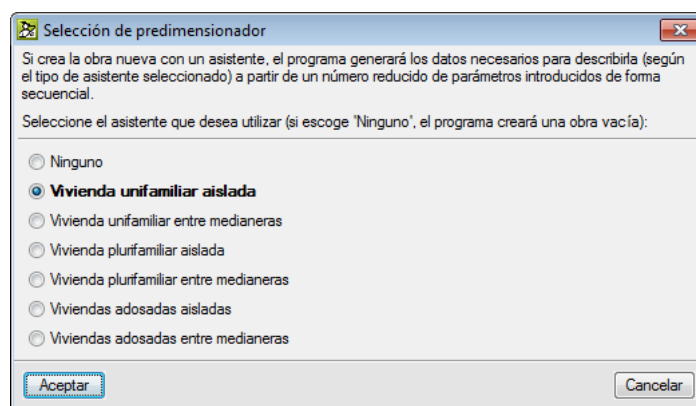 Selección de predimensionador
Si crea la obra nueva con un asistente, el programa generará los datos necesarios para describirla (según
el tipo de asistente seleccionado) a partir de un número reducido de parámetros introducidos de forma
secuencial.
Seleccione el asistente que desea utilizar (si escoge 'Ninguno', el programa creará una obra vacía):
Ninguno
Vivienda unifamiliar aislada
Vivienda unifamiliar entre medianeras
Vivienda plurifamiliar aislada
Vivienda plurifamiliar entre medianeras
Viviendas adosadas aisladas
Viviendas adosadas entre medianeras
Aceptar Cancelar